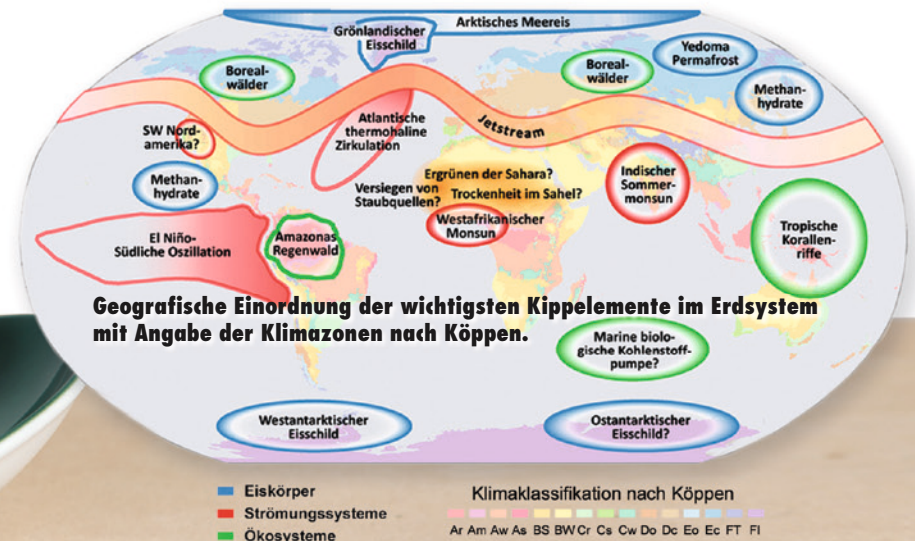 Arktisches Meereis
Grönlandischer
Eisschild
Yedoma
Permafrost
Boreal-
wälder
Boreal-
wälder
Methan-
hydrate
Jetstream
Atlantische
thermohaline
Zirkulation
SW Nord-
amerika?
Methan-
hydrate
Ergrünen der Sahara?
Versiegen von
Staubquellen?
Trockenheit im Sahel?
Indischer
Sommer-
monsun
Westafrikanischer
Monsun
El Niño-
Südliche Oszillation
Amazonas
Regenwald
Tropische
Korallen-
riffe
Geografische Einordnung der wichtigsten Kippelemente im Erdsystem
mit Angabe der Klimazonen nach Köppen.
Marine biolo-
gische Kohlenstoff-
pumpe?
Westantarktischer
Eisschild
Ostantarktischer
Eisschild?
Eiskörper
Strömungssysteme
Ökosysteme
Klimaklassifikation nach Köppen
Ar Am Aw As BS BW Cr Cs Cw Do Dc Eo Ec FT FI